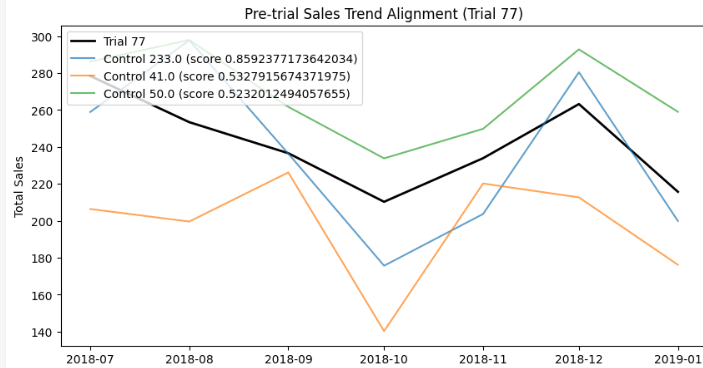 Pre-trial Sales Trend Alignment (Trial 77)
Trial 77
Control 233.0 (score 0.8592377173642034)
Control 41.0 (score 0.5327915674371975)
Control 50.0 (score 0.5232012494057655)
Total Sales
300
280
260
240
220
200
180
160
140
2018-07 2018-08 2018-09 2018-10 2018-11 2018-12 2019-01